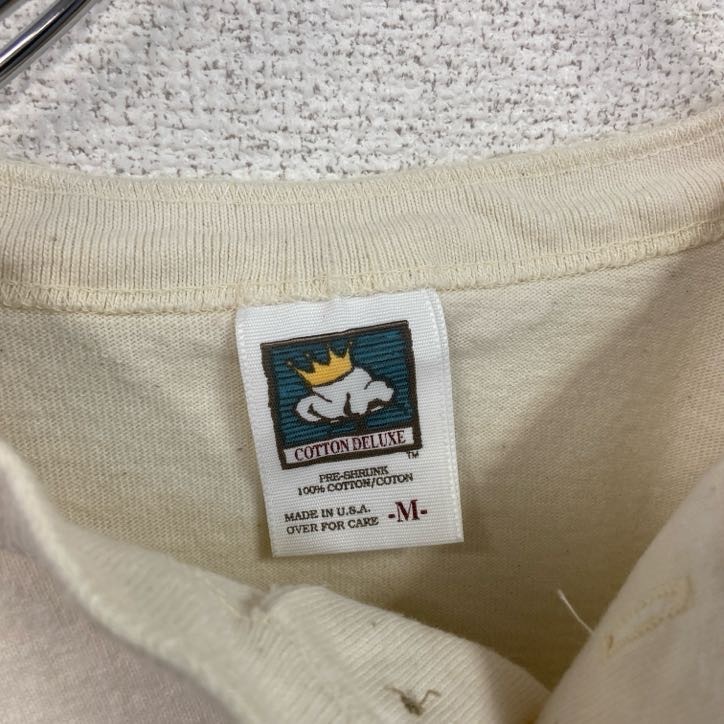 COTTON DELUXE
TM
PRE-SHRUNK
100% COTTON/COTON
MADE IN U.S.A.
OVER FOR CARE
-M-